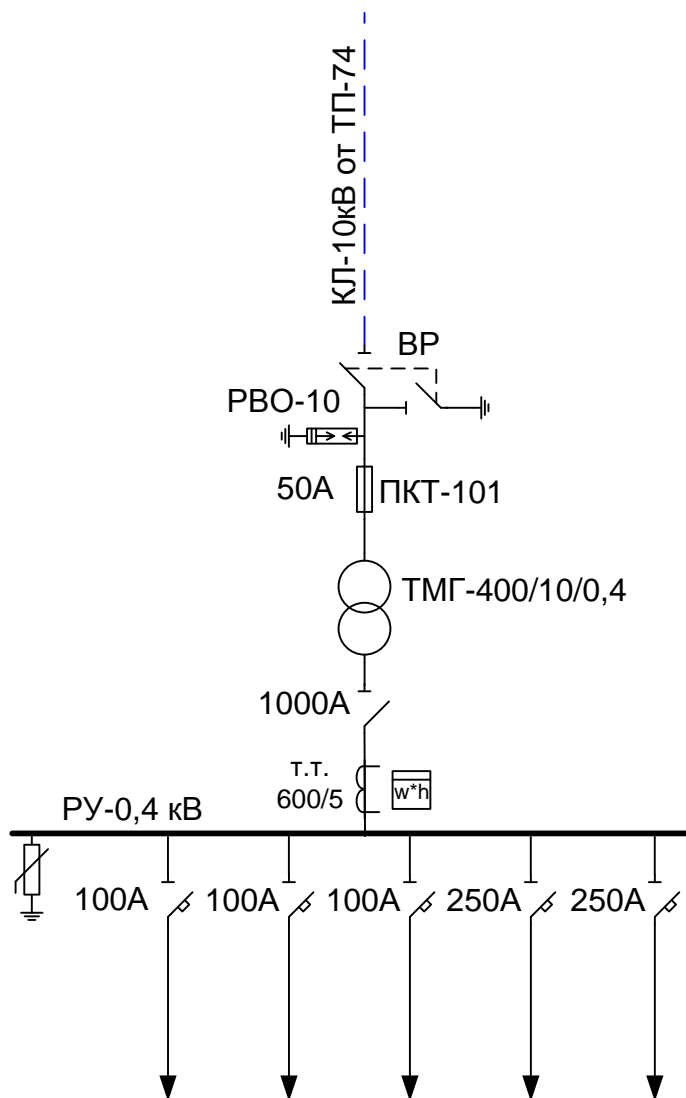 КЛ-10кВ от ТП-74
ВР
РВО-10
50А
ПКТ-101
ТМГ-400/10/0,4
1000А
т.т.
600/5
w*h
РУ-0,4 кВ
100А
100А
100А
250А
250А